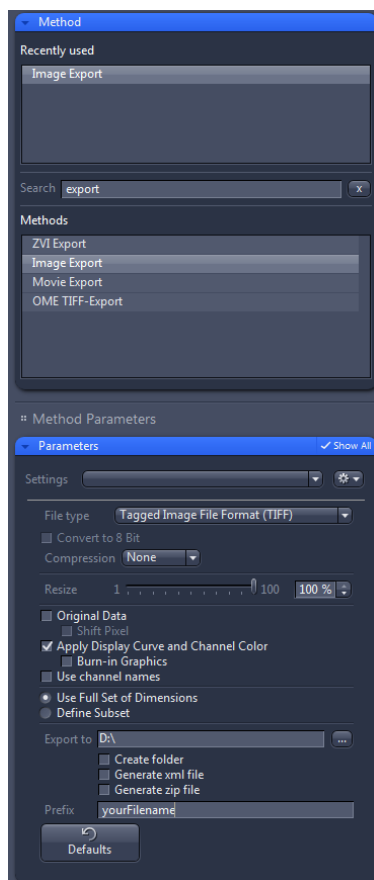 Method
Recently used
Image Export
Search export x
Methods
ZVI Export
Image Export
Movie Export
OME TIFF-Export
Method Parameters
Parameters Show All
Settings
File type Tagged Image File Format (TIFF)
Convert to 8 Bit
Compression None
Resize 1 100 100 %
Original Data
Shift Pixel
Apply Display Curve and Channel Color
Burn-in Graphics
Use channel names
Use Full Set of Dimensions
Define Subset
Export to D:\ ...
Create folder
Generate xml file
Generate zip file
Prefix yourFilename
Defaults